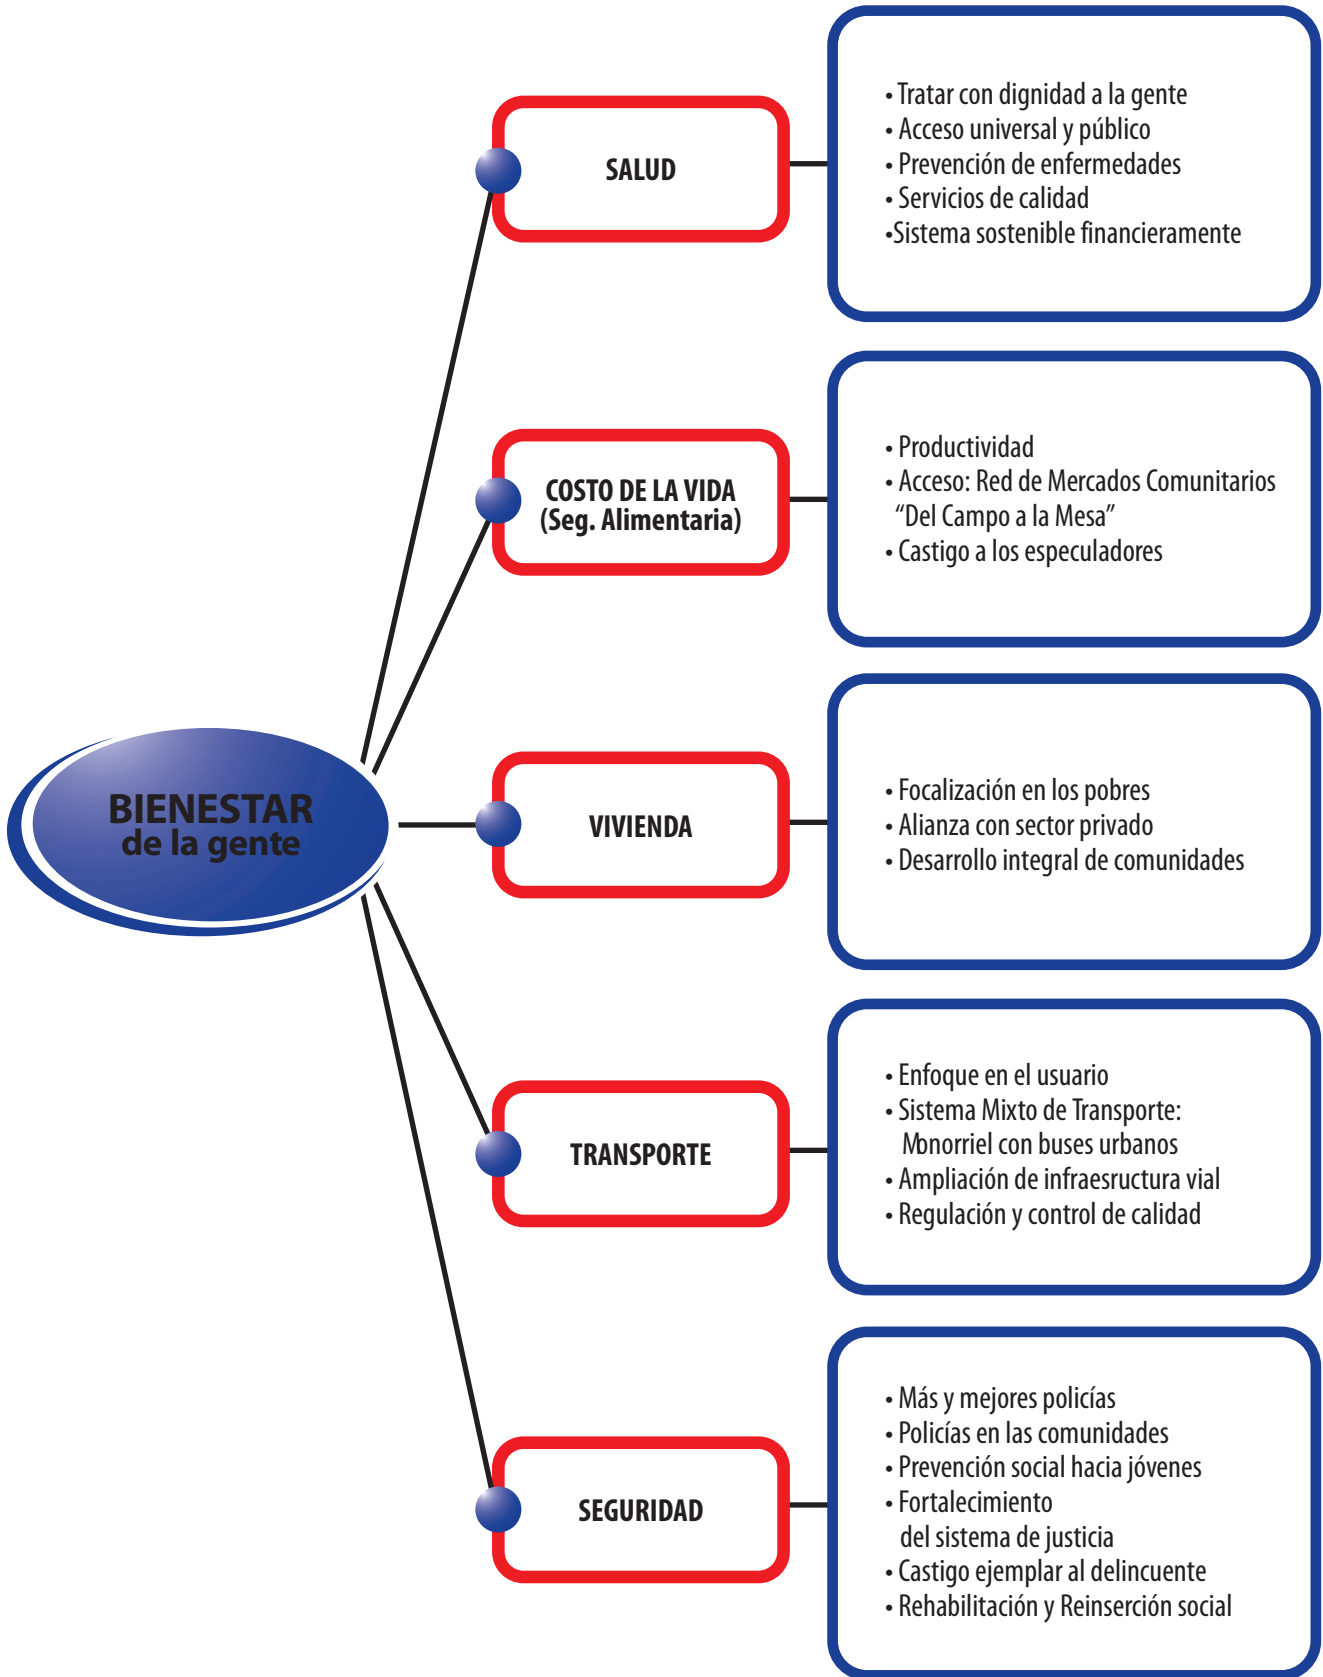 BIENESTAR
de la gente
SALUD
• Tratar con dignidad a la gente
• Acceso universal y público
• Prevención de enfermedades
• Servicios de calidad
•Sistema sostenible financieramente
COSTO DE LA VIDA
(Seg. Alimentaria)
• Productividad
• Acceso: Red de Mercados Comunitarios
“Del Campo a la Mesa”
• Castigo a los especuladores
VIVIENDA
• Focalización en los pobres
• Alianza con sector privado
• Desarrollo integral de comunidades
TRANSPORTE
• Enfoque en el usuario
• Sistema Mixto de Transporte:
Monorriel con buses urbanos
• Ampliación de infraesructura vial
• Regulación y control de calidad
SEGURIDAD
• Más y mejores policías
• Policías en las comunidades
• Prevención social hacia jóvenes
• Fortalecimiento
del sistema de justicia
• Castigo ejemplar al delincuente
• Rehabilitación y Reinserción social